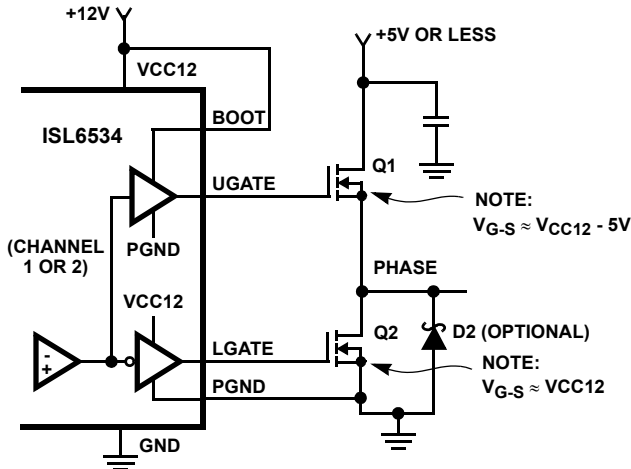 +12V
+5V OR LESS
VCC12
BOOT
ISL6534
Q1
UGATE
NOTE:
VG-S ≈ VCC12 - 5V
PGND
(CHANNEL
1 OR 2)
PHASE
VCC12
Q2
D2 (OPTIONAL)
-
+
LGATE
NOTE:
VG-S ≈ VCC12
PGND
GND